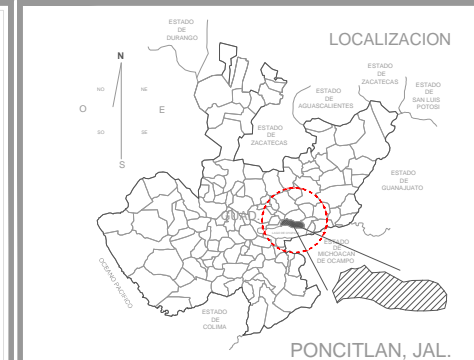 LOCALIZACION
ESTADO
DE
DURANGO
N
NO
NE
O
E
SO
SE
S
ESTADO
DE
ZACATECAS
ESTADO
DE
AGUASCALIENTES
ESTADO
DE
SAN LUIS
POTOSI
ESTADO
DE
ZACATECAS
ESTADO
DE
GUANAJUATO
GUAD.
ESTADO
DE
MICHOACAN
DE OCAMPO
OCEANO PACIFICO
ESTADO
DE
COLIMA
PONCITLAN, JAL.